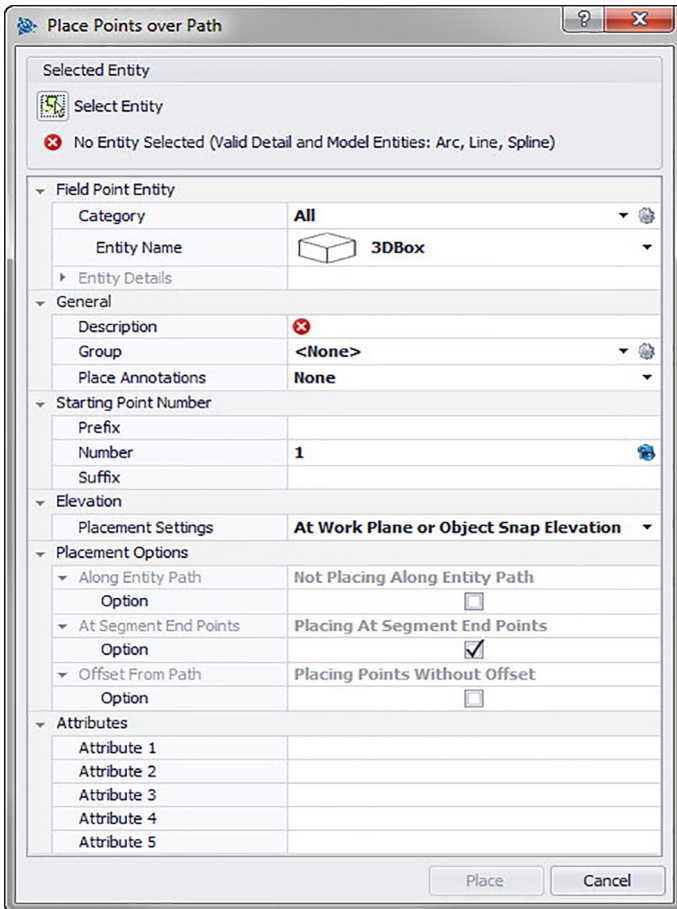 Place Points over Path
?
Selected Entity
Select Entity
No Entity Selected (Valid Detail and Model Entities: Arc, Line, Spline)
Field Point Entity
Category All
Entity Name 3DBox
Entity Details
General
Description
Group <None>
Place Annotations None
Starting Point Number
Prefix
Number 1
Suffix
Elevation
Placement Settings At Work Plane or Object Snap Elevation
Placement Options
Along Entity Path Not Placing Along Entity Path
Option
At Segment End Points Placing At Segment End Points
Option
Offset From Path Placing Points Without Offset
Option
Attributes
Attribute 1
Attribute 2
Attribute 3
Attribute 4
Attribute 5
Place Cancel